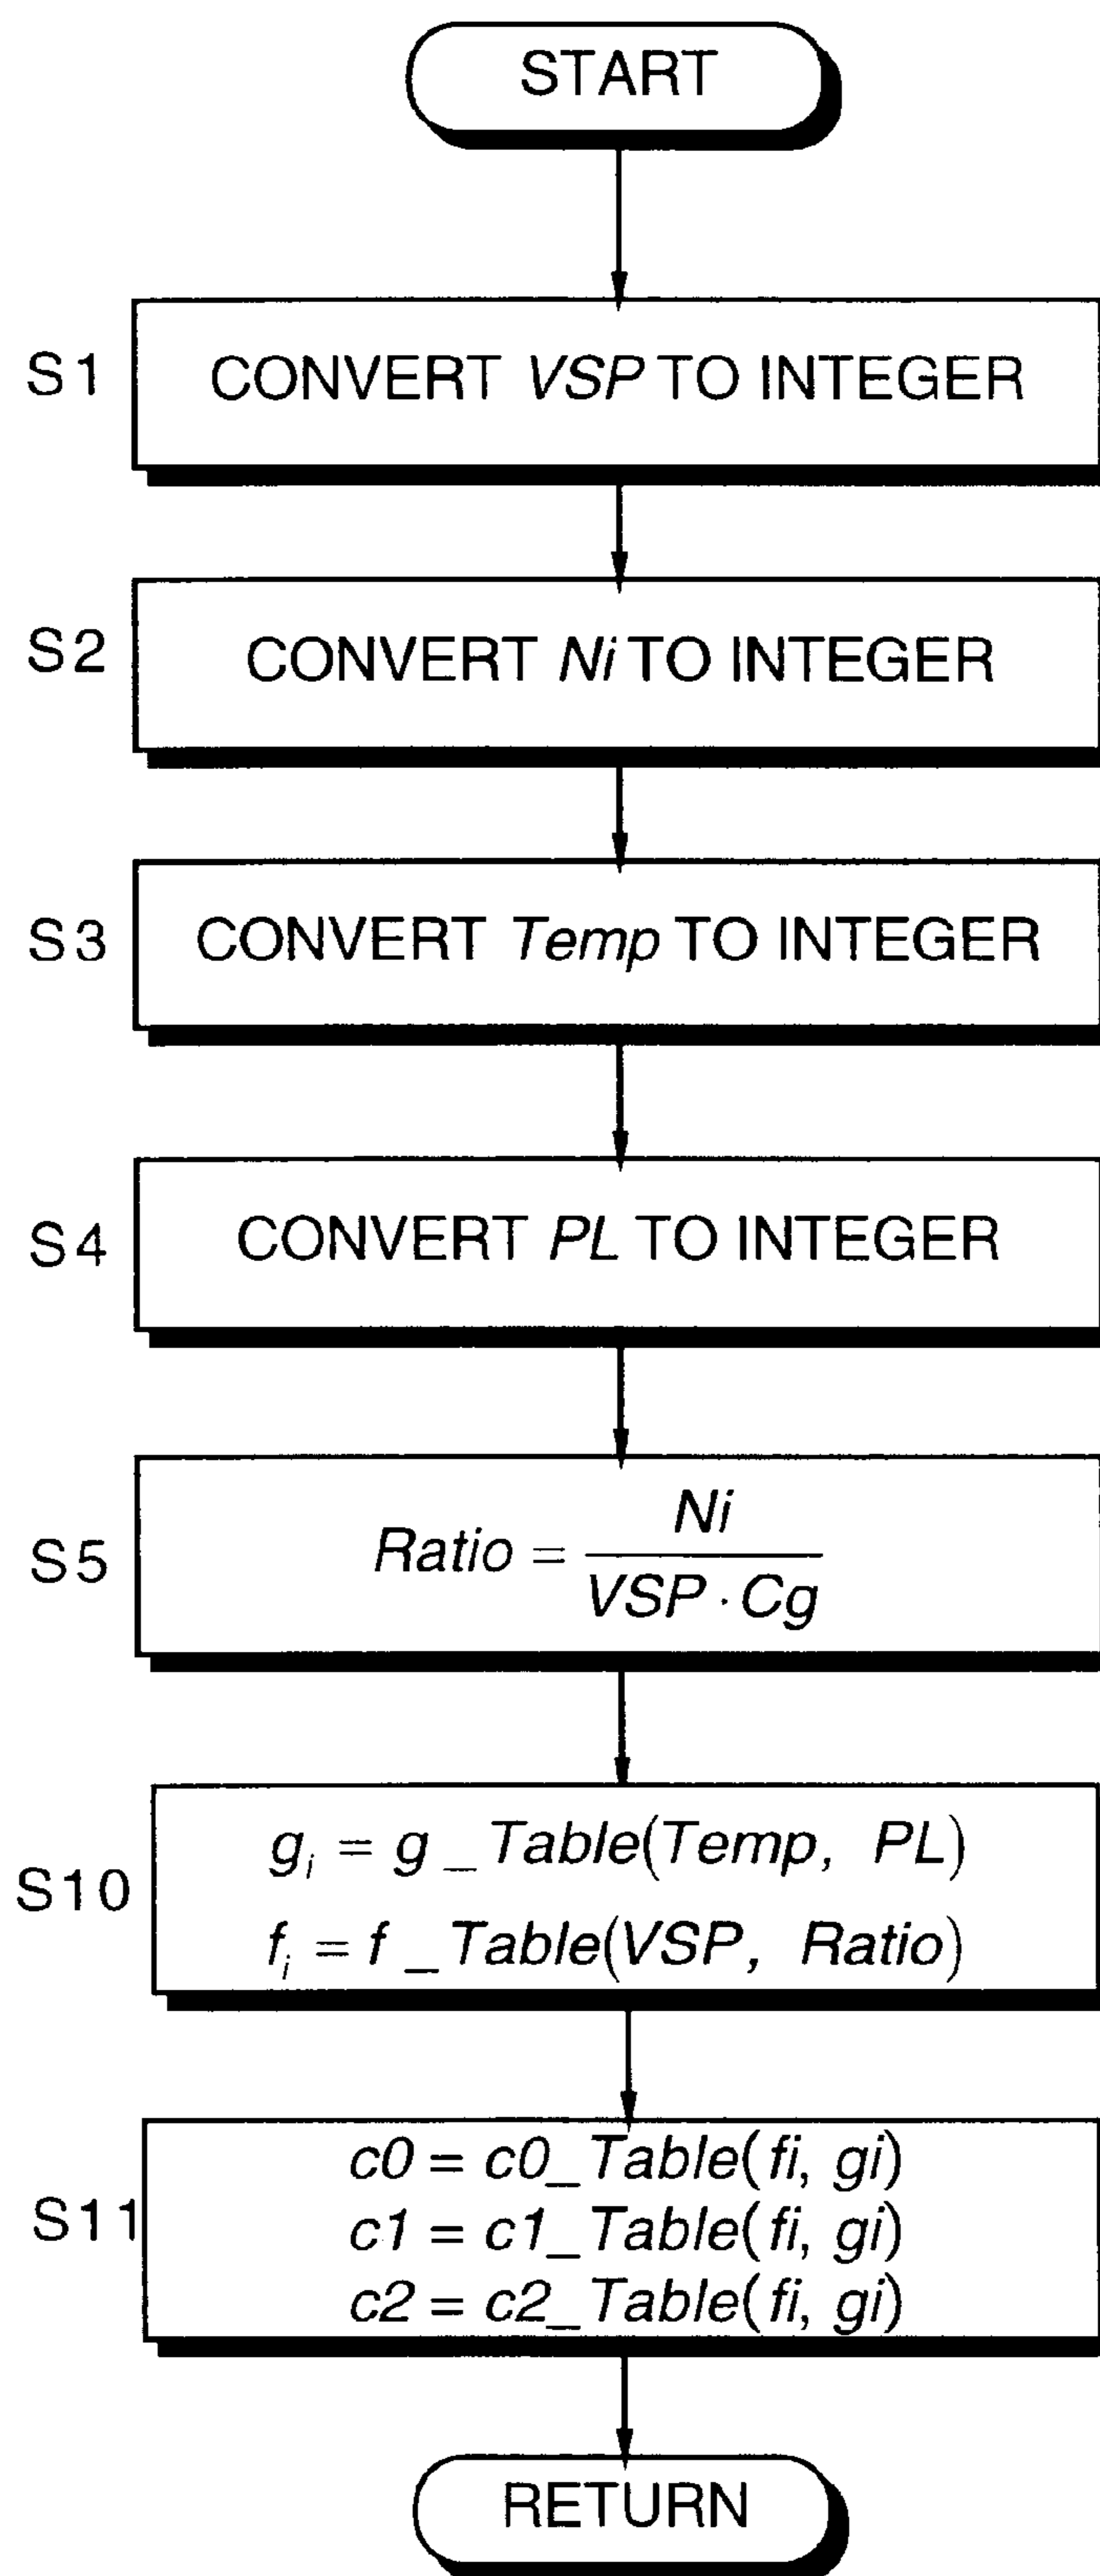 START
S1 CONVERT VSP TO INTEGER
S2 CONVERT Ni TO INTEGER
S3 CONVERT Temp TO INTEGER
S4 CONVERT PL TO INTEGER
S5 Ratio = Ni / VSP · Cg
S10
g_i = g_Table(Temp, PL)
f_i = f_Table(VSP, Ratio)
S11
c0 = c0_Table(fi, gi)
c1 = c1_Table(fi, gi)
c2 = c2_Table(fi, gi)
RETURN